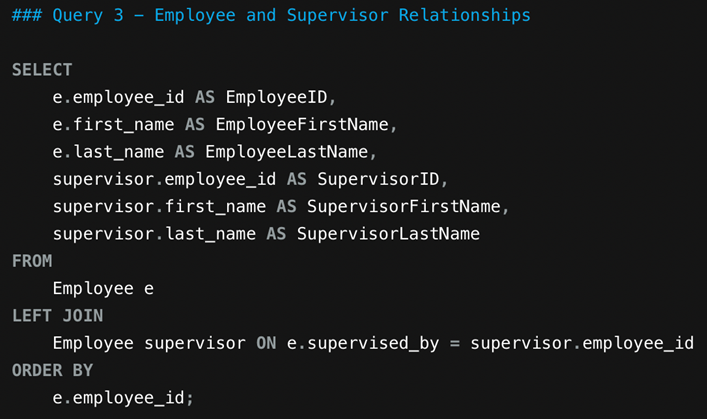 ### Query 3 - Employee and Supervisor Relationships
SELECT
e.employee_id AS EmployeeID,
e.first_name AS EmployeeFirstName,
e.last_name AS EmployeeLastName,
supervisor.employee_id AS SupervisorID,
supervisor.first_name AS SupervisorFirstName,
supervisor.last_name AS SupervisorLastName
FROM
Employee e
LEFT JOIN
Employee supervisor ON e.supervised_by = supervisor.employee_id
ORDER BY
e.employee_id;